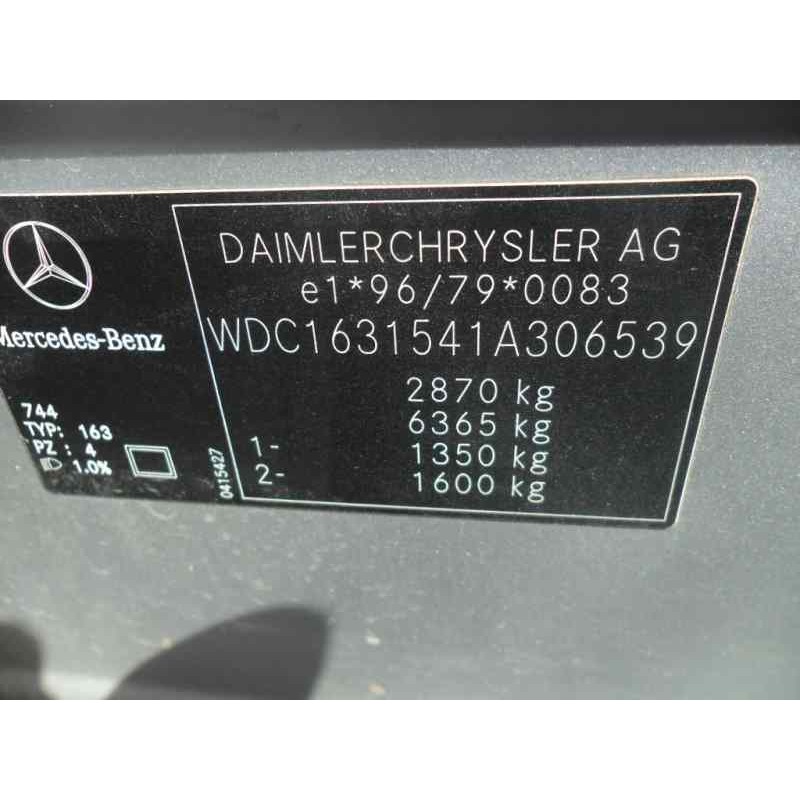 DAIMLERCHRYSLER AG
e1*96/79*0083
WDC1631541A306539
2870 kg
6365 kg
1- 1350 kg
2- 1600 kg
Mercedes-Benz
744
TYP: 163
PZ : 4
1.0%
0415427